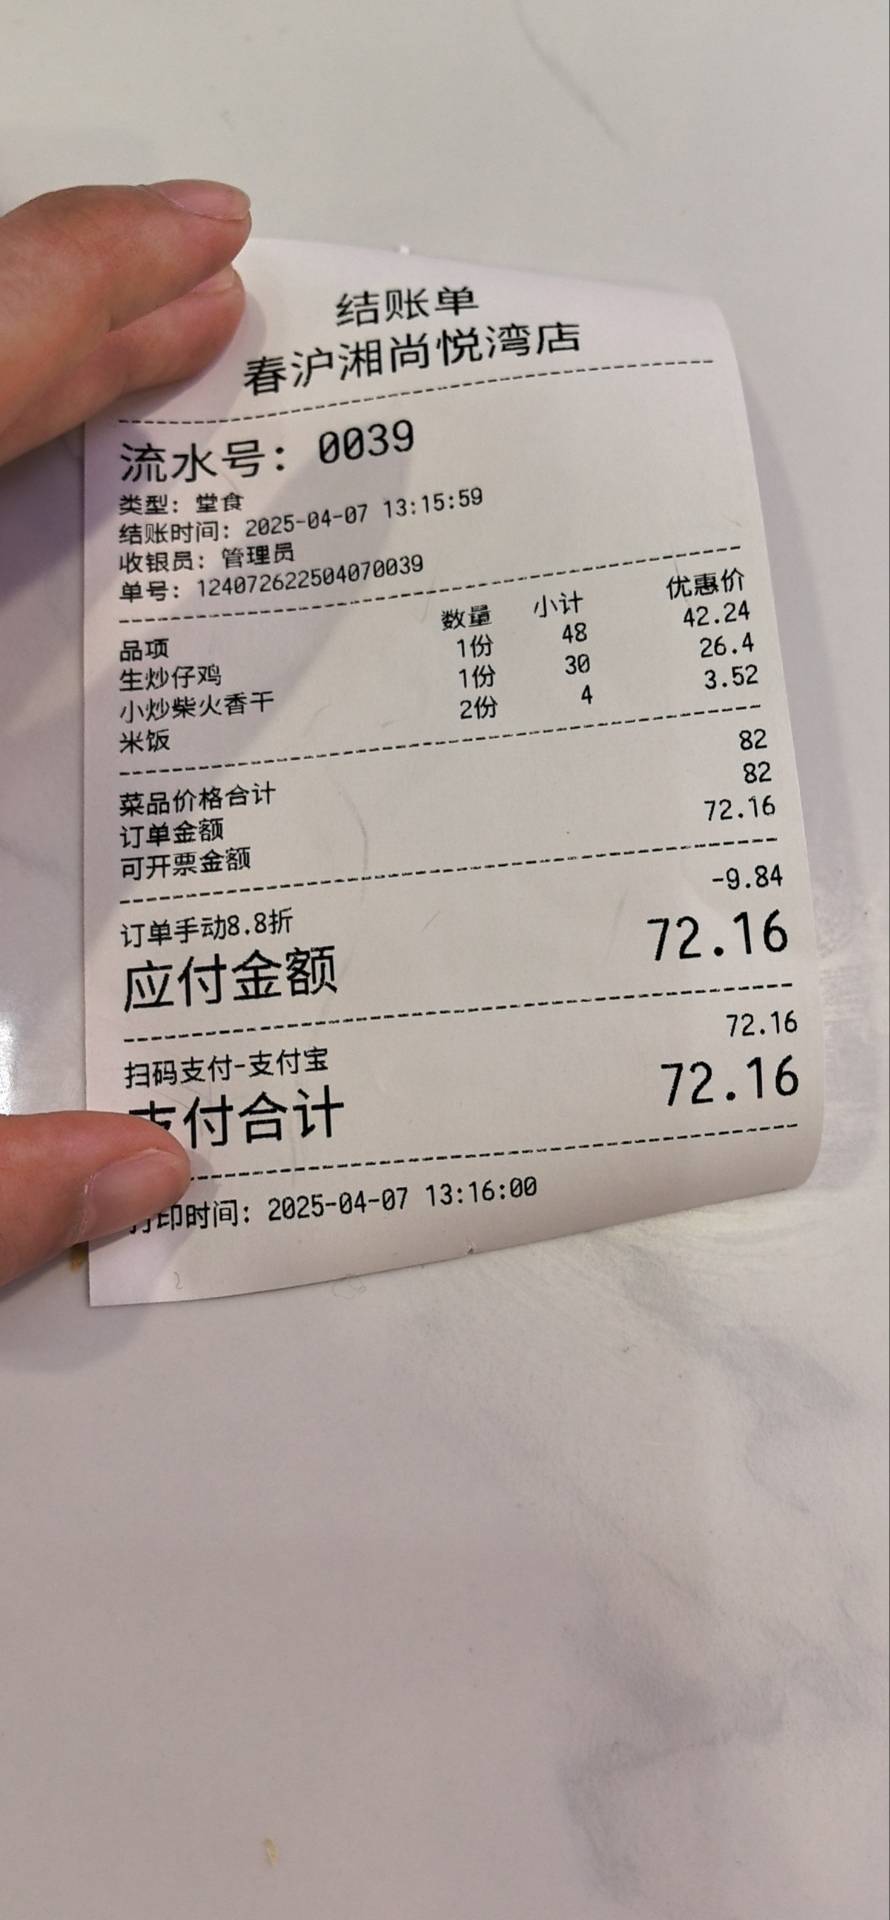 结账单
春沪湘尚悦湾店
流水号: 0039
类型: 堂食
结账时间: 2025-04-07 13:15:59
收银员: 管理员
单号: 124072622504070039
品项 数量 小计 优惠价
生炒仔鸡 1份 48 42.24
小炒柴火香干 1份 30 26.4
米饭 2份 4 3.52
菜品价格合计 82
订单金额 82
可开票金额 72.16
订单手动8.8折 -9.84
应付金额 72.16
扫码支付-支付宝 72.16
支付合计 72.16
打印时间: 2025-04-07 13:16:00